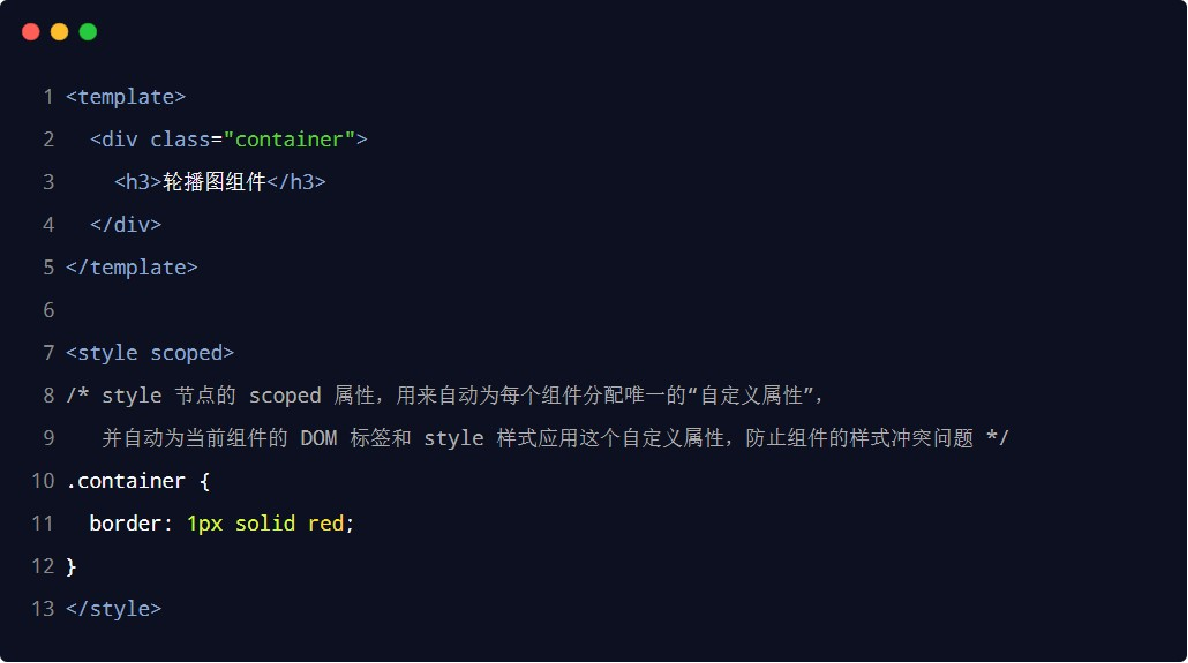 1 <template>
2   <div class="container">
3     <h3>轮播图组件</h3>
4   </div>
5 </template>
6
7 <style scoped>
8 /* style 节点的 scoped 属性，用来自动为每个组件分配唯一的“自定义属性”，
9    并自动为当前组件的 DOM 标签和 style 样式应用这个自定义属性，防止组件的样式冲突问题 */
10 .container {
11   border: 1px solid red;
12 }
13 </style>